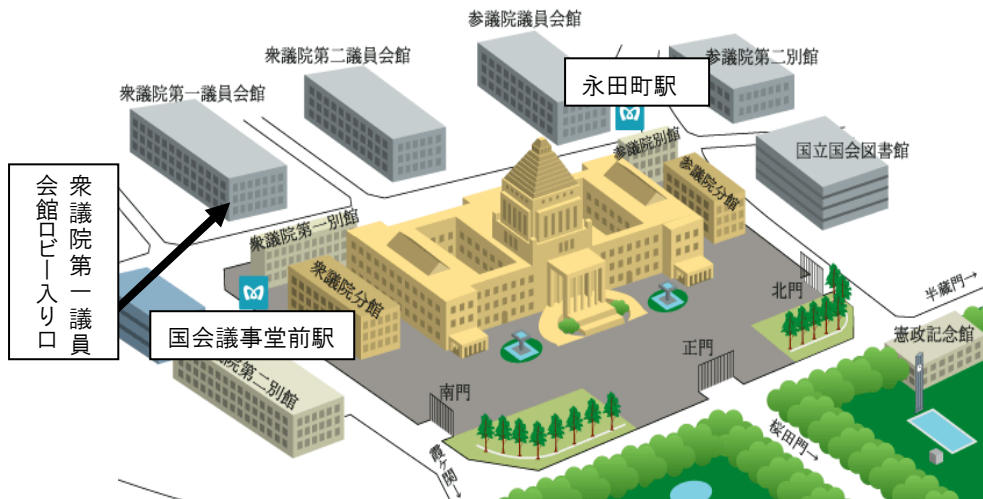 参議院議員会館
衆議院第二議員会館
参議院第二別館
永田町駅
衆議院第一議員会館
参議院別館
国立国会図書館
参議院分館
衆議院第一議員
会館ロビー入り口
衆議院第一別館
衆議院分館
北門
半蔵門→
国会議事堂前駅
憲政記念館
正門
院第二別館
南門
桜田門→
霞ヶ関→